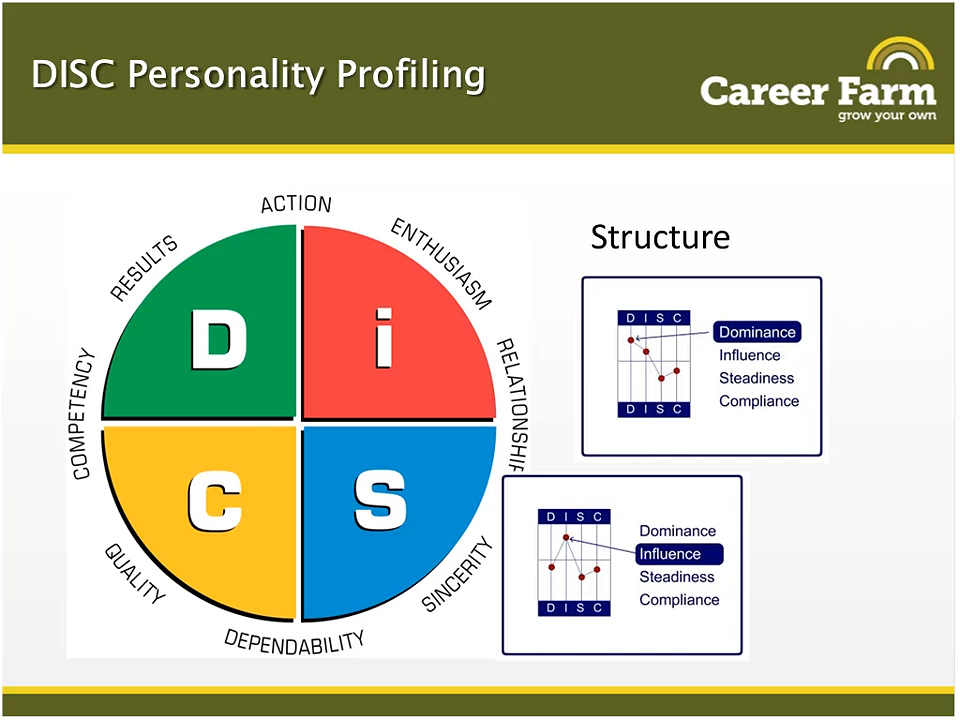 DISC Personality Profiling
Career Farm
grow your own
ACTION
RESULTS
ENTHUSIASM
COMPETENCY
D
i
C
S
QUALITY
SINCERITY
DEPENDABILITY
Structure
D I S C
Dominance
Influence
Steadiness
Compliance
D I S C
D I S C
Dominance
Influence
Steadiness
Compliance
D I S C